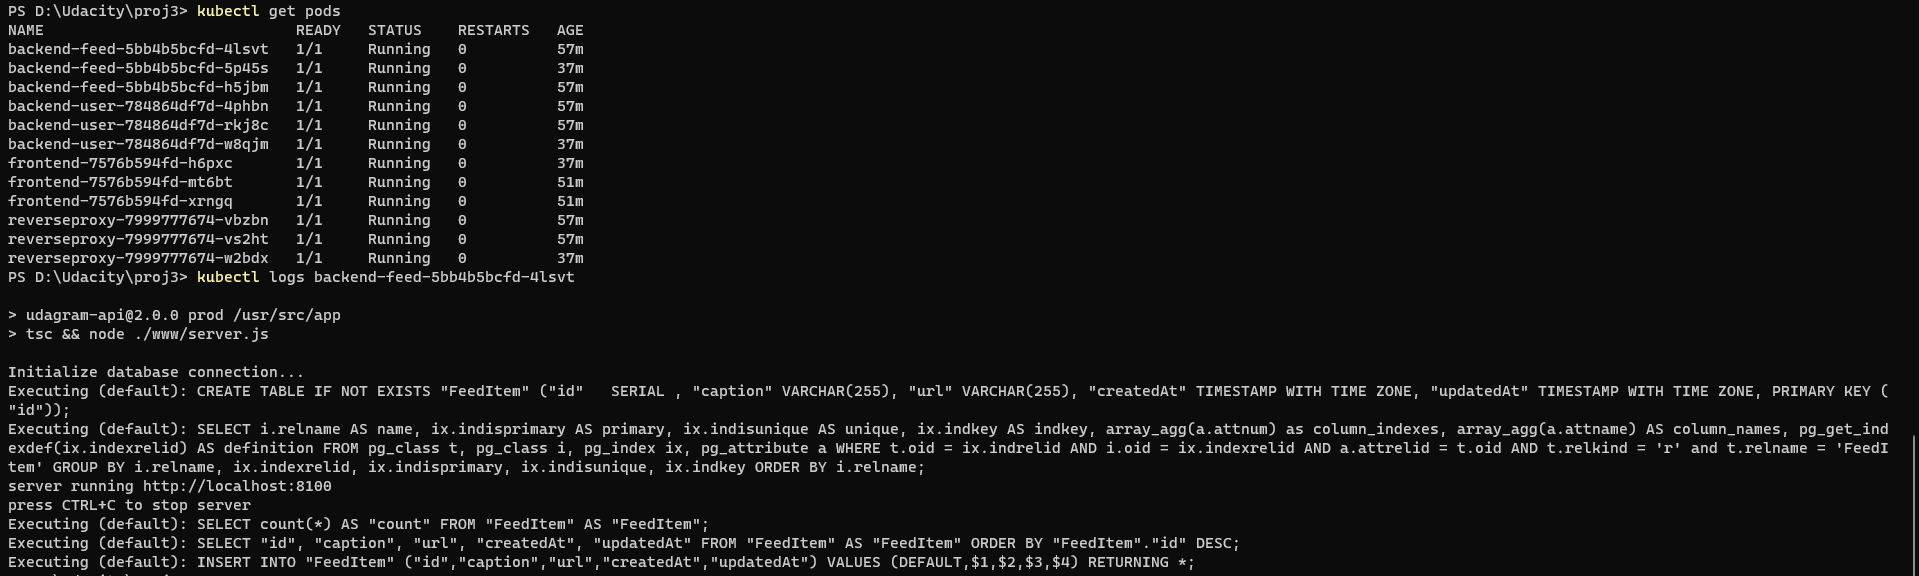 PS D:\Udacity\proj3> kubectl get pods
NAME                            READY   STATUS    RESTARTS   AGE
backend-feed-5bb4b5bcfd-4lsvt   1/1     Running   0          57m
backend-feed-5bb4b5bcfd-5p45s   1/1     Running   0          37m
backend-feed-5bb4b5bcfd-h5jbm   1/1     Running   0          57m
backend-user-784864df7d-4phbn   1/1     Running   0          57m
backend-user-784864df7d-rkj8c   1/1     Running   0          57m
backend-user-784864df7d-w8qjm   1/1     Running   0          37m
frontend-7576b594fd-h6pxc       1/1     Running   0          37m
frontend-7576b594fd-mt6bt       1/1     Running   0          51m
frontend-7576b594fd-xrngq       1/1     Running   0          51m
reverseproxy-7999777674-vbzbn   1/1     Running   0          57m
reverseproxy-7999777674-vs2ht   1/1     Running   0          57m
reverseproxy-7999777674-w2bdx   1/1     Running   0          37m
PS D:\Udacity\proj3> kubectl logs backend-feed-5bb4b5bcfd-4lsvt
> udagram-api@2.0.0 prod /usr/src/app
> tsc && node ./www/server.js
Initialize database connection...
Executing (default): CREATE TABLE IF NOT EXISTS "FeedItem" ("id"   SERIAL , "caption" VARCHAR(255), "url" VARCHAR(255), "createdAt" TIMESTAMP WITH TIME ZONE, "updatedAt" TIMESTAMP WITH TIME ZONE, PRIMARY KEY (
"id"));
Executing (default): SELECT i.relname AS name, ix.indisprimary AS primary, ix.indisunique AS unique, ix.indkey AS indkey, array_agg(a.attnum) as column_indexes, array_agg(a.attname) AS column_names, pg_get_ind
exdef(ix.indexrelid) AS definition FROM pg_class t, pg_class i, pg_index ix, pg_attribute a WHERE t.oid = ix.indrelid AND i.oid = ix.indexrelid AND a.attrelid = t.oid AND t.relkind = 'r' and t.relname = 'FeedI
tem' GROUP BY i.relname, ix.indexrelid, ix.indisprimary, ix.indisunique, ix.indkey ORDER BY i.relname;
server running http://localhost:8100
press CTRL+C to stop server
Executing (default): SELECT count(*) AS "count" FROM "FeedItem" AS "FeedItem";
Executing (default): SELECT "id", "caption", "url", "createdAt", "updatedAt" FROM "FeedItem" AS "FeedItem" ORDER BY "FeedItem"."id" DESC;
Executing (default): INSERT INTO "FeedItem" ("id","caption","url","createdAt","updatedAt") VALUES (DEFAULT,$1,$2,$3,$4) RETURNING *;